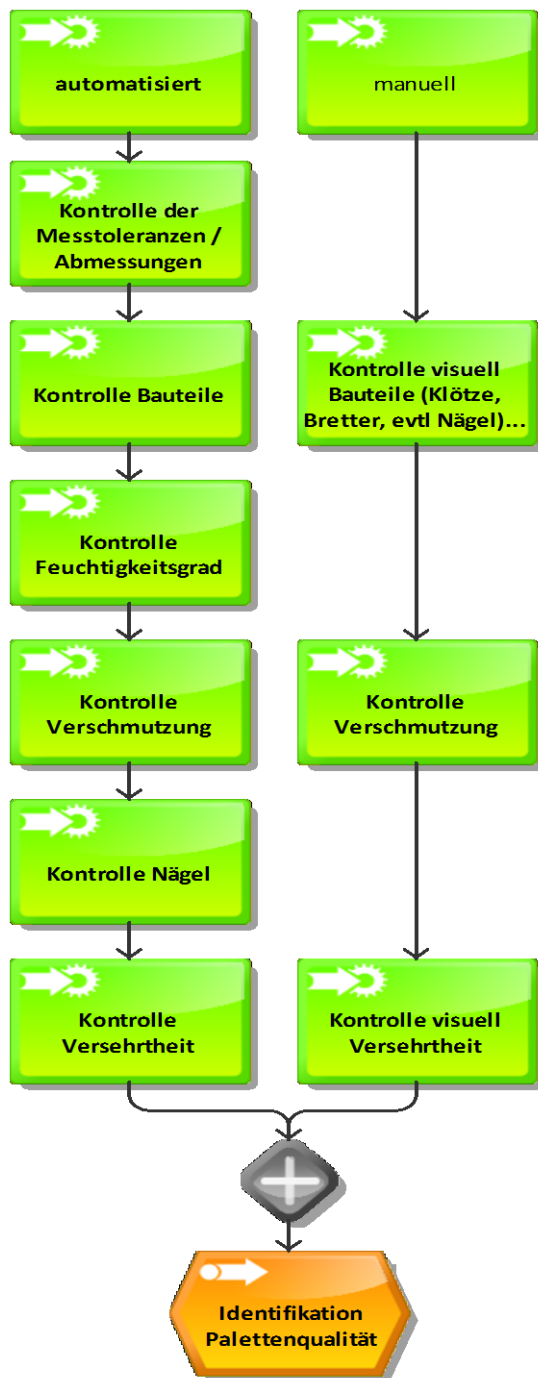 automatisiert
manuell
Kontrolle der
Messtoleranzen /
Abmessungen
Kontrolle Bauteile
Kontrolle visuell
Bauteile (Klötze,
Bretter, evtl Nägel)...
Kontrolle
Feuchtigkeitsgrad
Kontrolle
Verschmutzung
Kontrolle
Verschmutzung
Kontrolle Nägel
Kontrolle
Versehrtheit
Kontrolle visuell
Versehrtheit
Identifikation
Palettenqualität